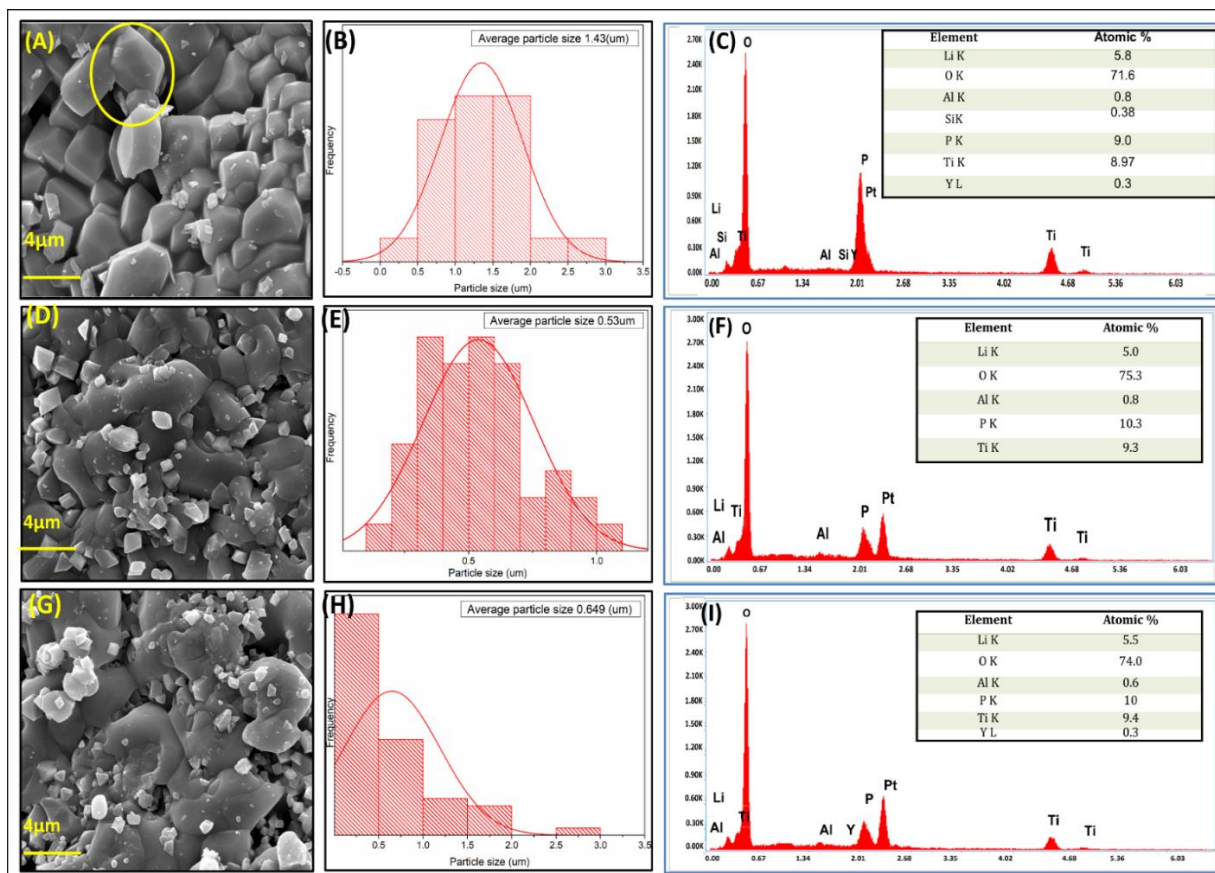 (A)
4µm
(B)
Average particle size 1.43(um)
Frequency
-0.5 0.0 0.5 1.0 1.5 2.0 2.5 3.0 3.5
Particle size (um)
(C)
2.70K
2.40K
2.10K
1.80K
1.50K
1.20K
0.90K
0.60K
0.30K
0.00K
O
P
Pt
Li
Si Ti
Al
Al Si Y
Ti
Ti
0.00 0.67 1.34 2.01 2.68 3.35 4.02 4.68 5.36 6.03
Element Atomic %
Li K 5.8
O K 71.6
Al K 0.8
SiK 0.38
P K 9.0
Ti K 8.97
Y L 0.3
(D)
4µm
(E)
Average particle size 0.53um
Frequency
0.5 1.0
Particle size (um)
(F)
3.00K
2.70K
2.40K
2.10K
1.80K
1.50K
1.20K
0.90K
0.60K
0.30K
0.00K
O
Li
Ti
Al
Al
P
Pt
Ti
Ti
0.00 0.67 1.34 2.01 2.68 3.35 4.02 4.68 5.36 6.03
Element Atomic %
Li K 5.0
O K 75.3
Al K 0.8
P K 10.3
Ti K 9.3
(G)
4µm
(H)
Average particle size 0.649 (um)
Frequency
0.5 1.0 1.5 2.0 2.5 3.0 3.5
Particle size (um)
(I)
3.00K
2.70K
2.40K
2.10K
1.80K
1.50K
1.20K
0.90K
0.60K
0.30K
0.00K
O
Li
Ti
Al
Al Y
P
Pt
Ti
Ti
0.00 0.67 1.34 2.01 2.68 3.35 4.02 4.68 5.36 6.03
Element Atomic %
Li K 5.5
O K 74.0
Al K 0.6
P K 10
Ti K 9.4
Y L 0.3